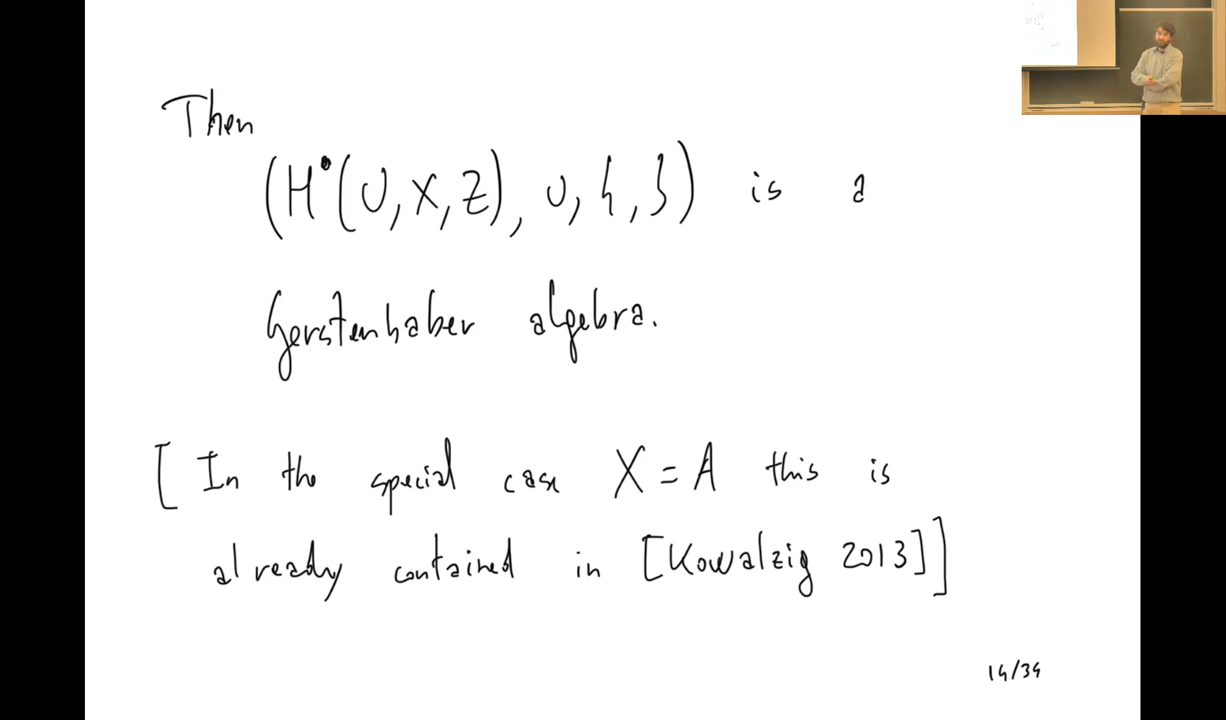 Then
(H•(U, X, Z), ∪, {, }) is a
Gerstenhaber algebra.
[ In the special case X = A this is
already contained in [Kowalzig 2013]]
14/34